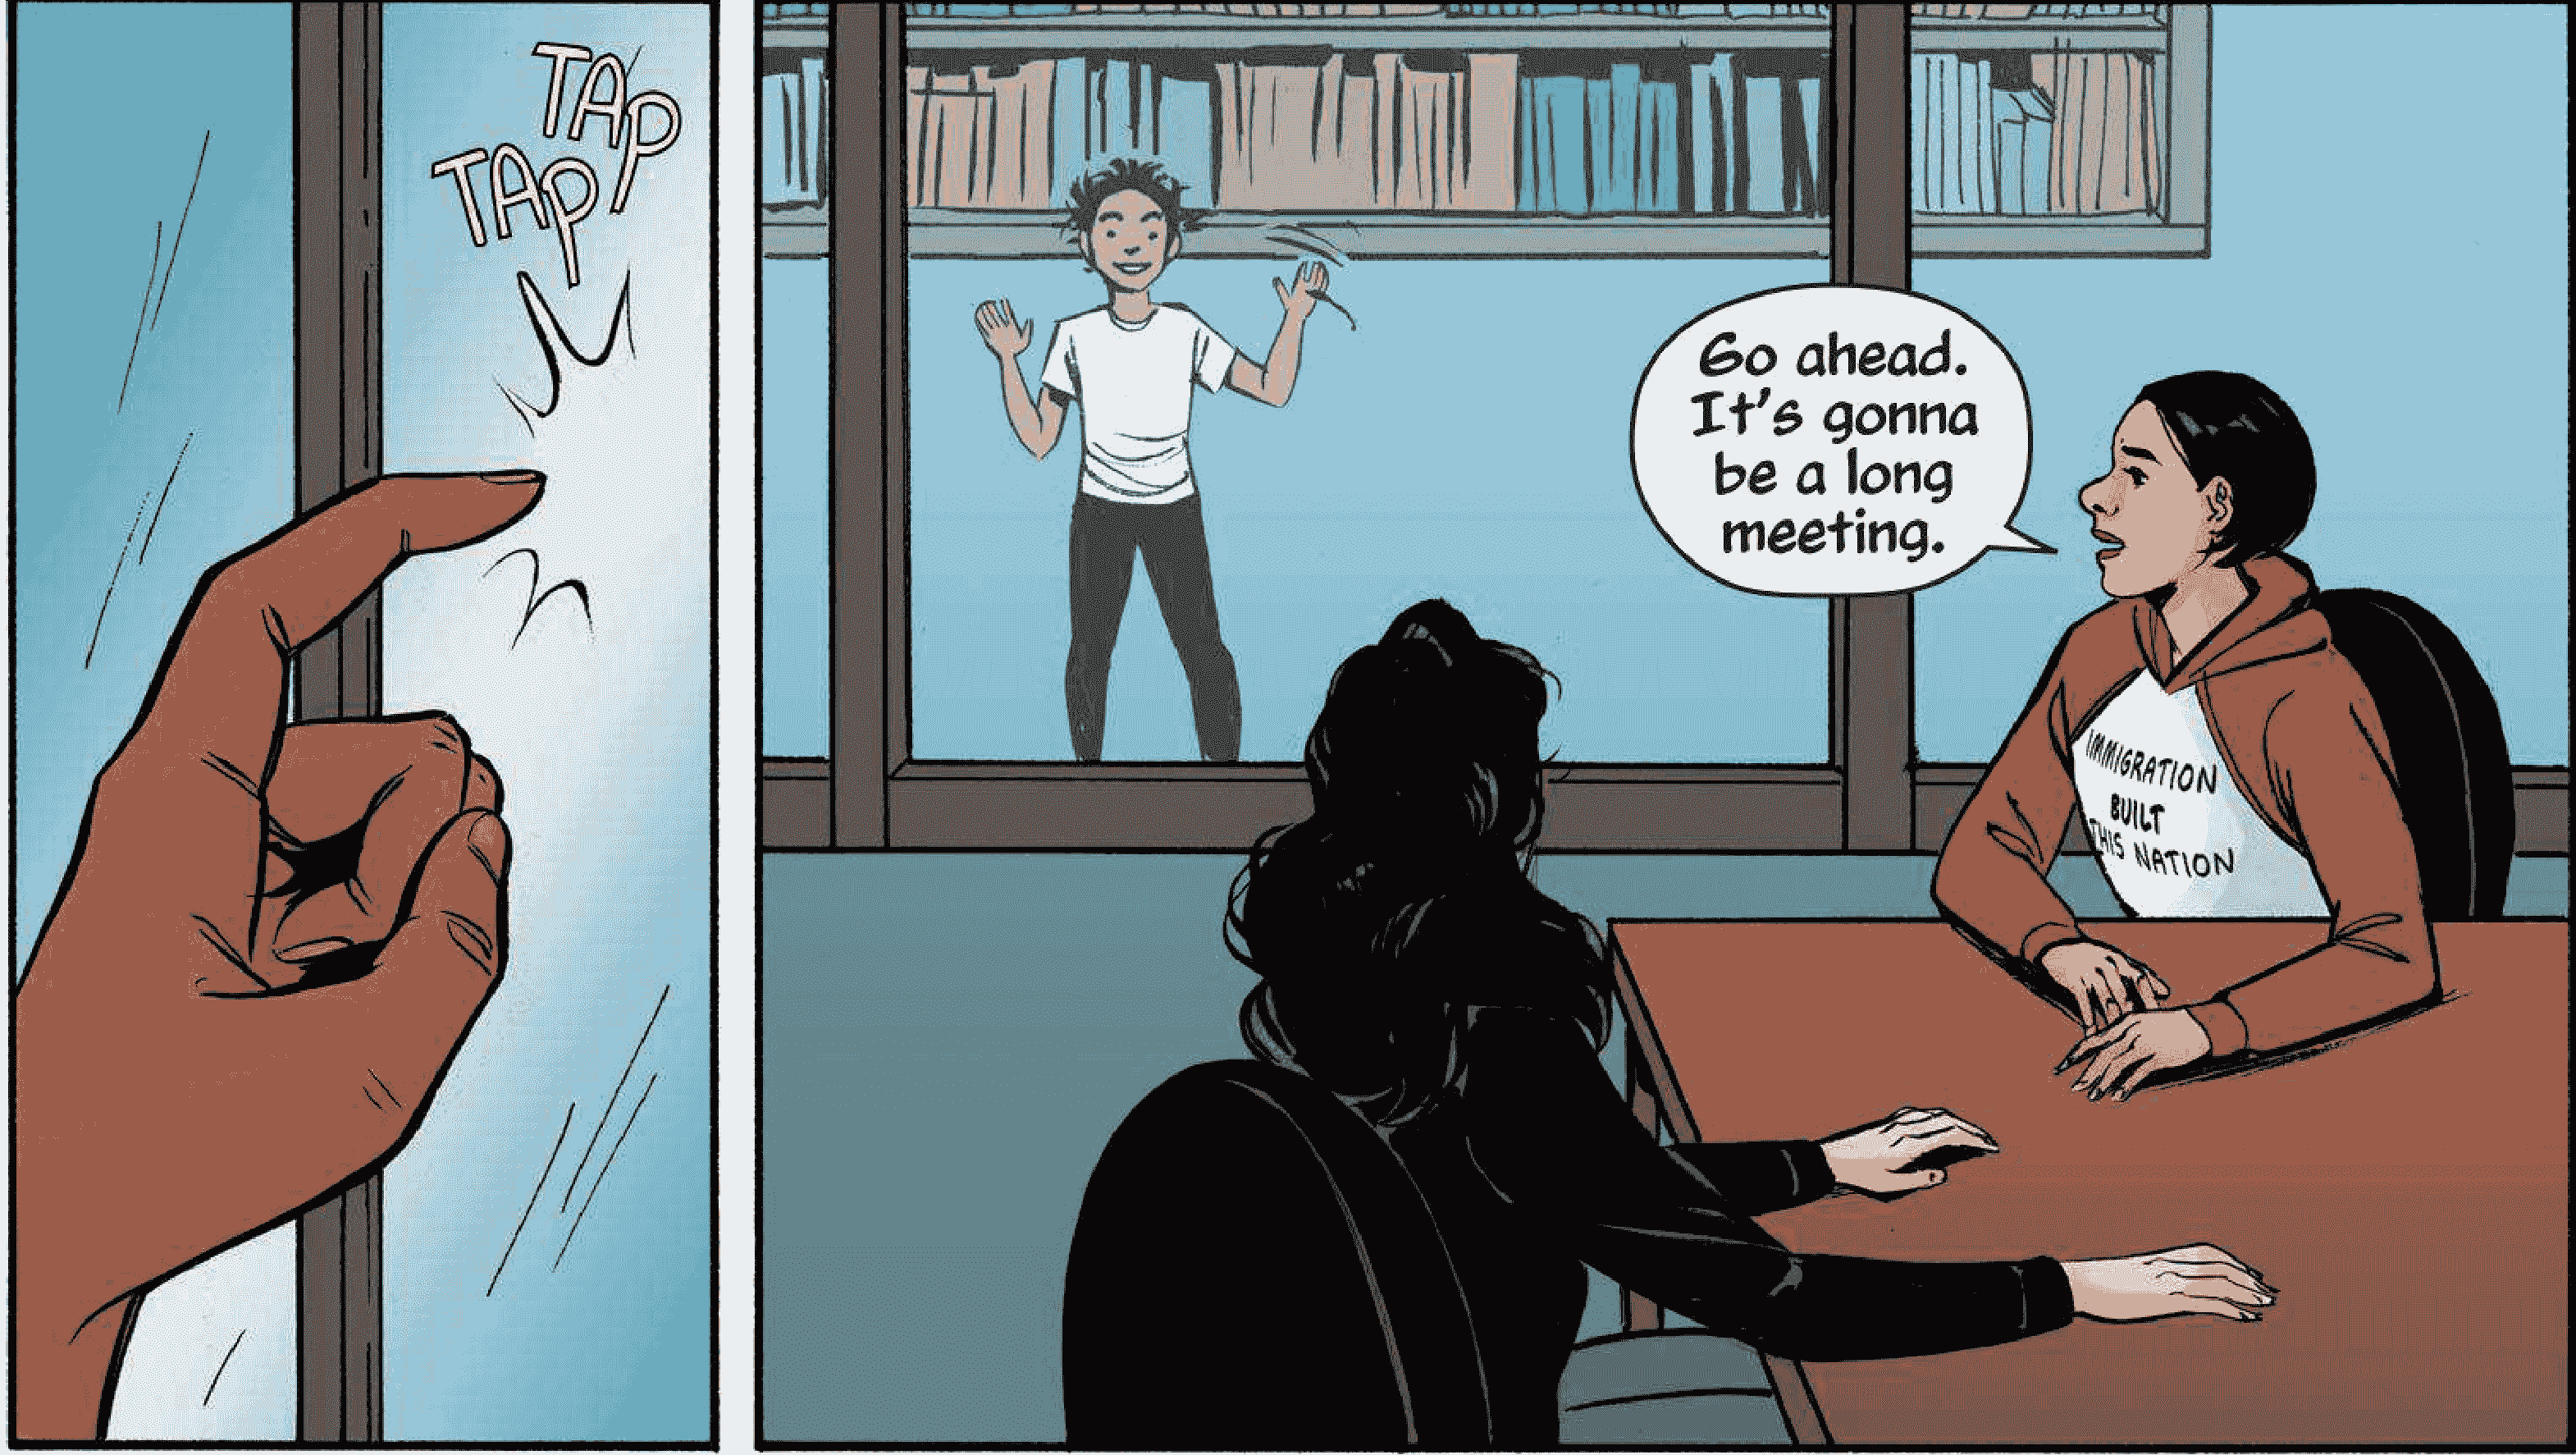 TAP
TAP
Go ahead.
It's gonna
be a long
meeting.
IMMIGRATION
BUILT
THIS NATION